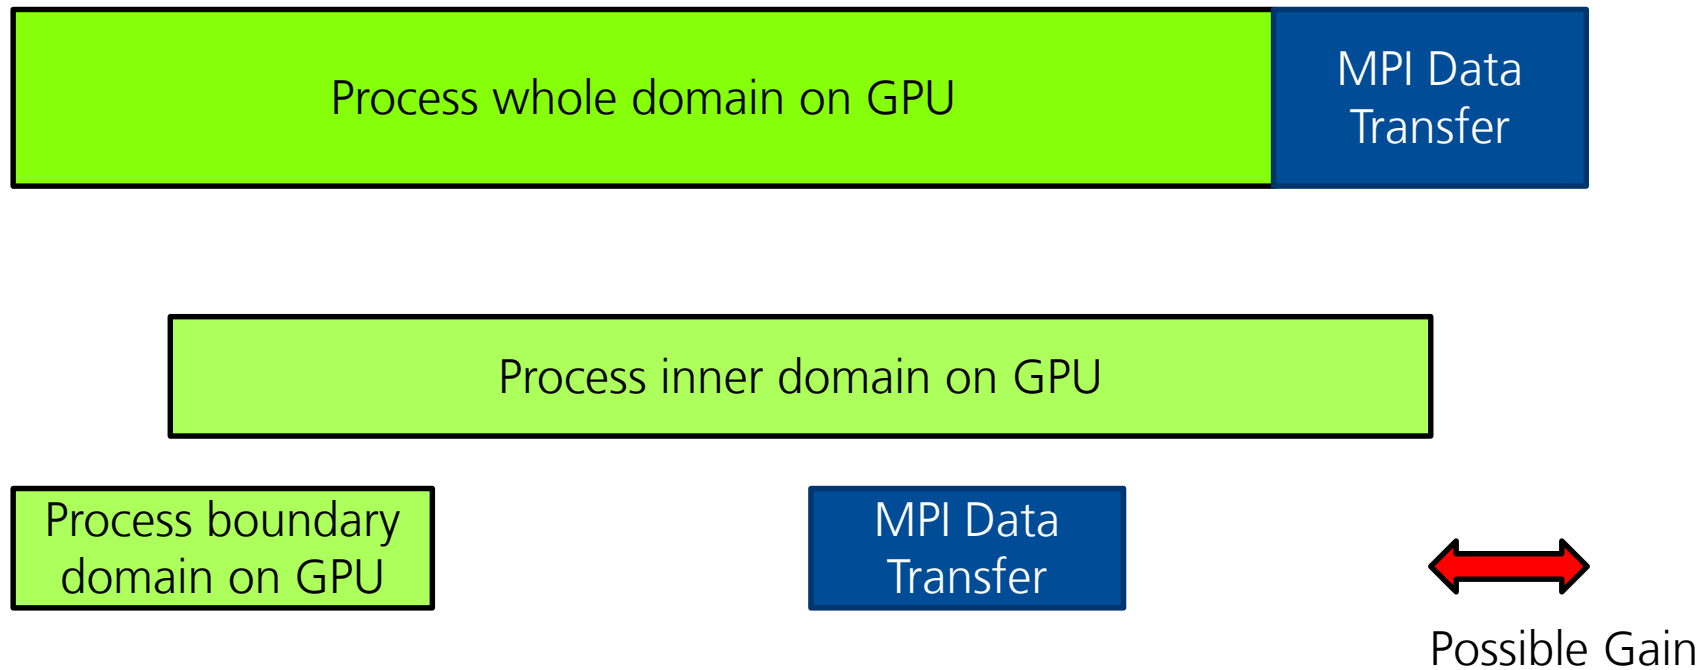 Process whole domain on GPU
MPI Data
Transfer
Process inner domain on GPU
Process boundary
domain on GPU
MPI Data
Transfer
Possible Gain